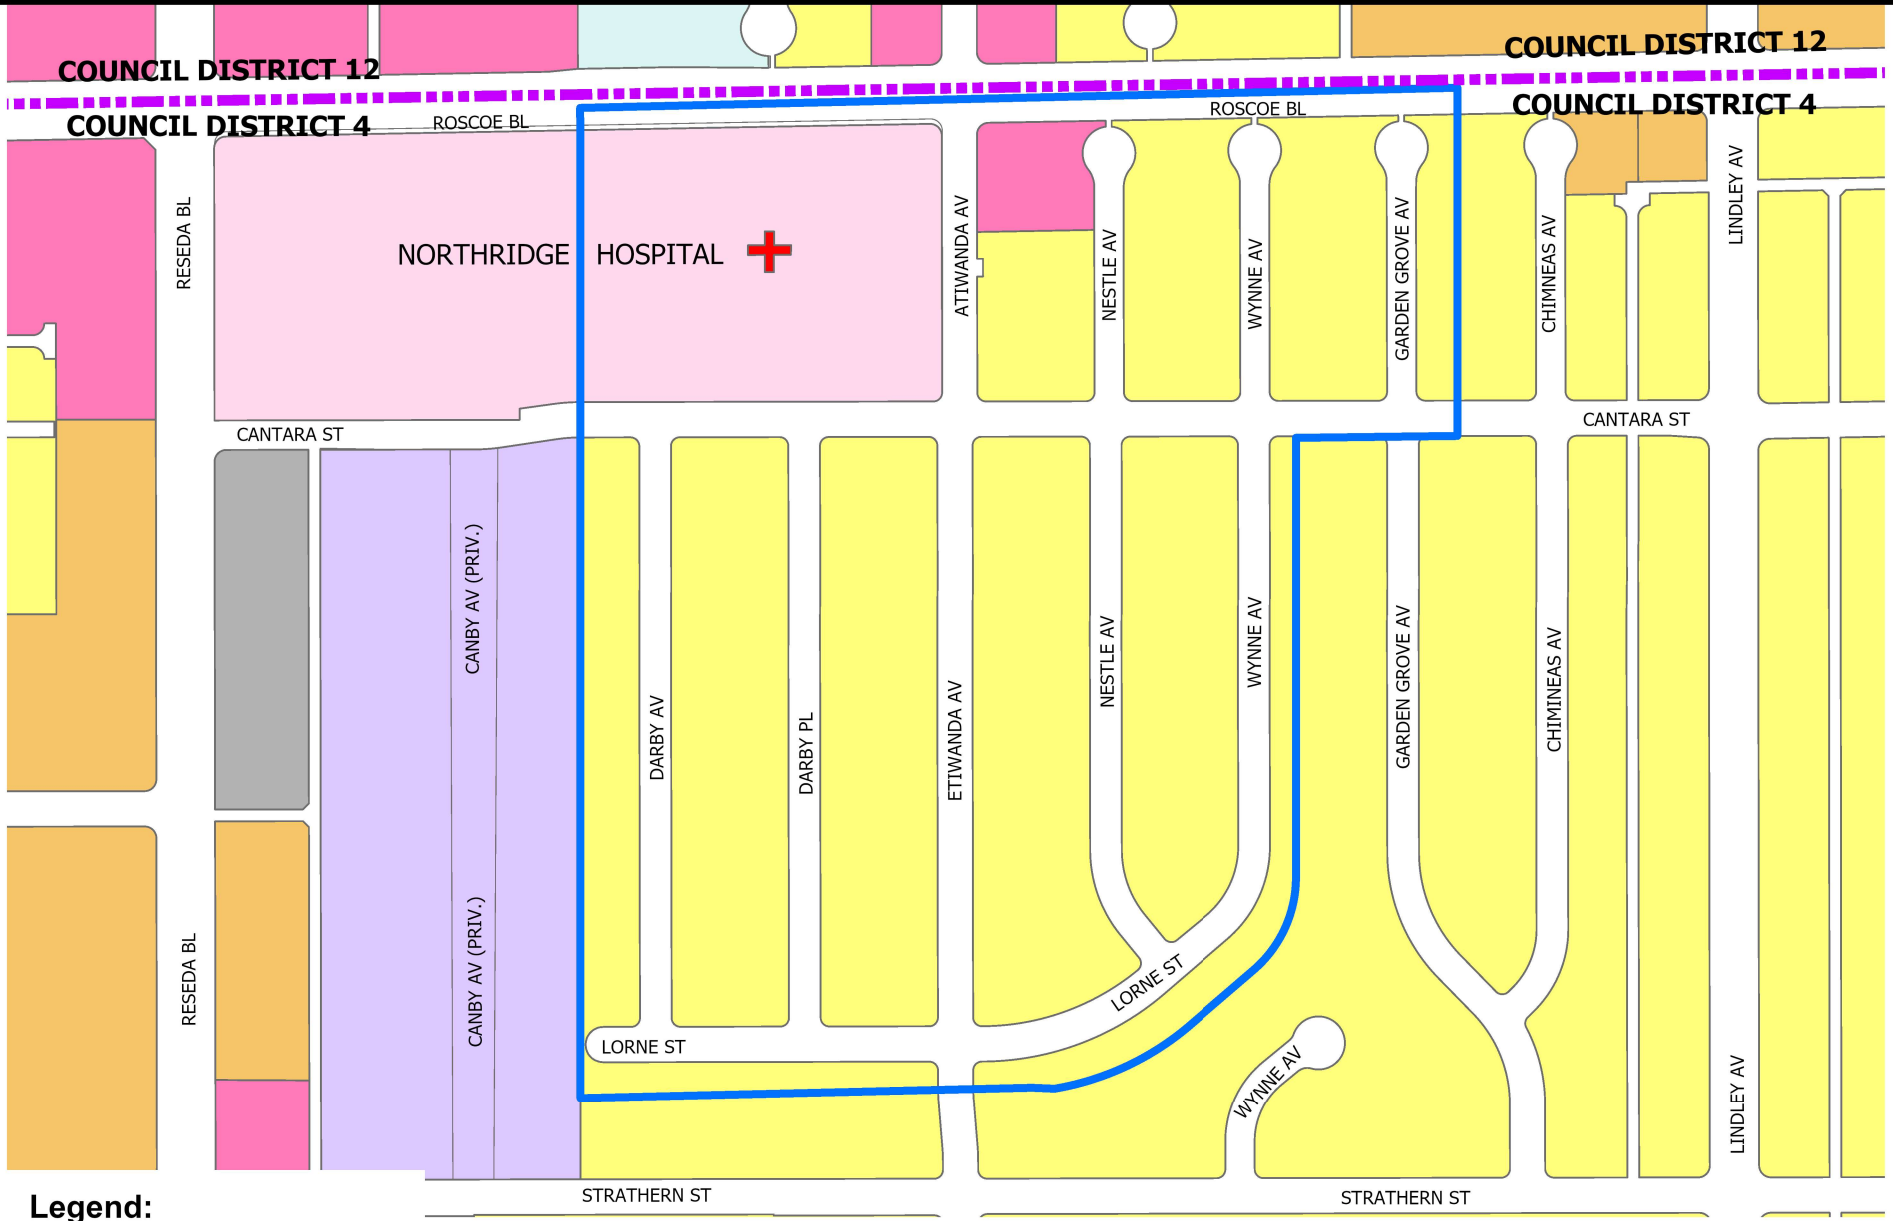 COUNCIL DISTRICT 12
COUNCIL DISTRICT 12
COUNCIL DISTRICT 4
ROSCOE BL
ROSCOE BL
COUNCIL DISTRICT 4
RESEDA BL
NORTHRIDGE HOSPITAL
ATIWANDA AV
NESTLE AV
WYNNE AV
GARDEN GROVE AV
CHIMNEAS AV
LINDLEY AV
CANTARA ST
CANTARA ST
CANBY AV (PRIV.)
DARBY AV
DARBY PL
ETIWANDA AV
NESTLE AV
WYNNE AV
GARDEN GROVE AV
CHIMINEAS AV
RESEDA BL
CANBY AV (PRIV.)
LORNE ST
LORNE ST
WYNNE AV
LINDLEY AV
STRATHERN ST
STRATHERN ST
Legend: